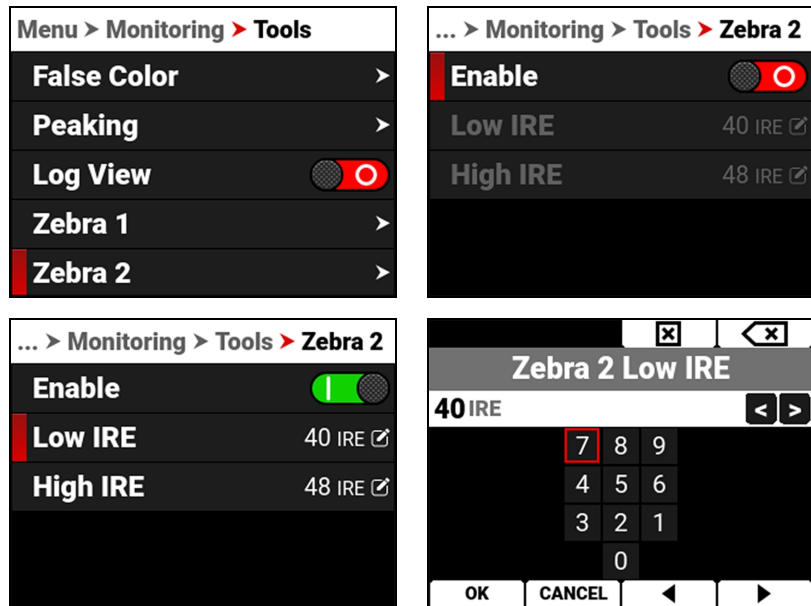 Menu > Monitoring > Tools
False Color >
Peaking >
Log View
Zebra 1 >
Zebra 2 >
... > Monitoring > Tools > Zebra 2
Enable
Low IRE 40 IRE
High IRE 48 IRE
... > Monitoring > Tools > Zebra 2
Enable
Low IRE 40 IRE
High IRE 48 IRE
Zebra 2 Low IRE
40 IRE < >
7 8 9
4 5 6
3 2 1
0
OK CANCEL ◀ ▶